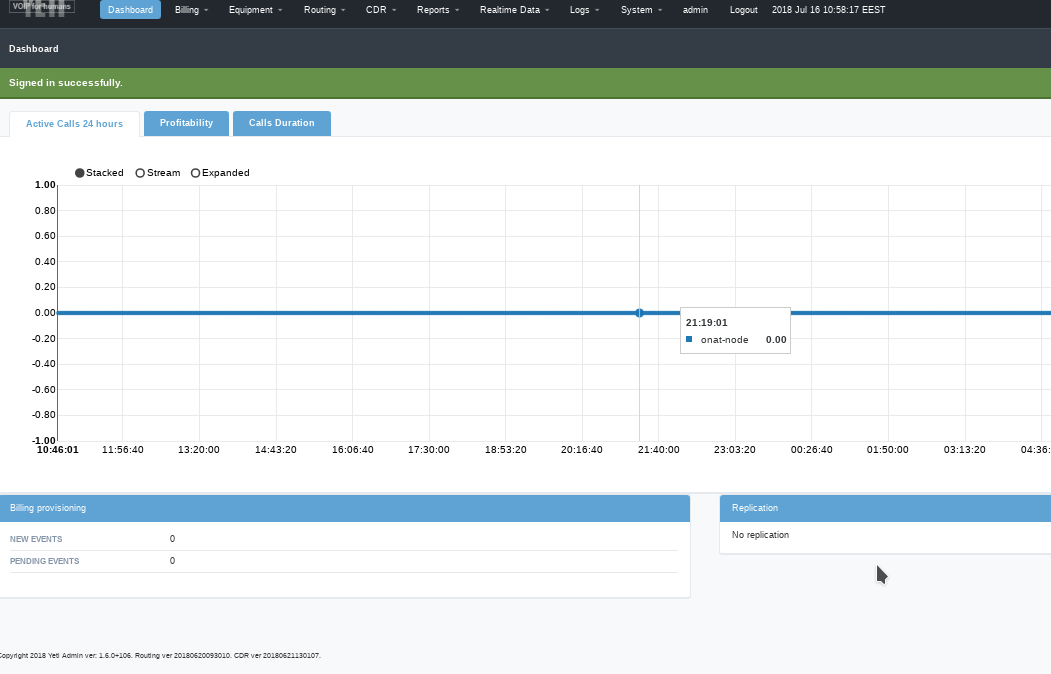 VOIP for humans
YETI
Dashboard Billing Equipment Routing CDR Reports Realtime Data Logs System admin Logout 2018 Jul 16 10:58:17 EEST
Dashboard
Signed in successfully.
Active Calls 24 hours Profitability Calls Duration
Stacked Stream Expanded
1.00
0.80
0.60
0.40
0.20
0.00
-0.20
-0.40
-0.60
-0.80
-1.00
21:19:01
onat-node 0.00
10:46:01 11:56:40 13:20:00 14:43:20 16:06:40 17:30:00 18:53:20 20:16:40 21:40:00 23:03:20 00:26:40 01:50:00 03:13:20 04:36:
Billing provisioning
NEW EVENTS 0
PENDING EVENTS 0
Replication
No replication
Copyright 2018 Yeti Admin ver: 1.6.0+106. Routing ver 20180620093010. CDR ver 20180621130107.